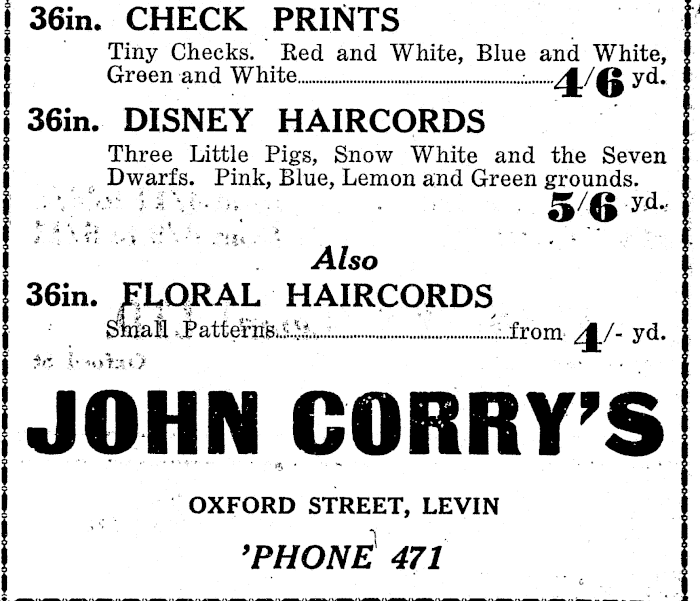 36in. CHECK PRINTS
Tiny Checks. Red and White, Blue and White,
Green and White.......................................................4/6 yd.
36in. DISNEY HAIRCORDS
Three Little Pigs, Snow White and the Seven
Dwarfs. Pink, Blue, Lemon and Green grounds.
5/6 yd.
Also
36in. FLORAL HAIRCORDS
Small Patterns..................................................from 4/- yd.
JOHN CORRY'S
OXFORD STREET, LEVIN
'PHONE 471